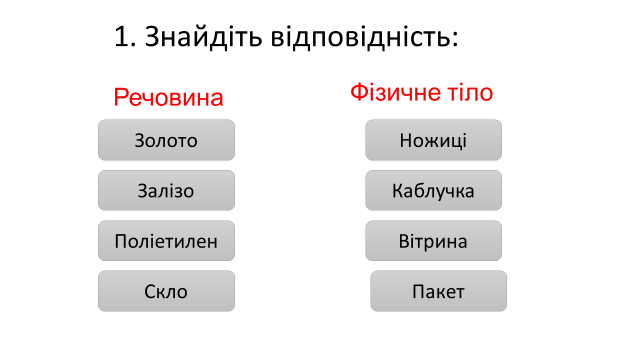 1. Знайдіть відповідність:
Речовина
Фізичне тіло
Золото
Ножиці
Залізо
Каблучка
Поліетилен
Вітрина
Скло
Пакет